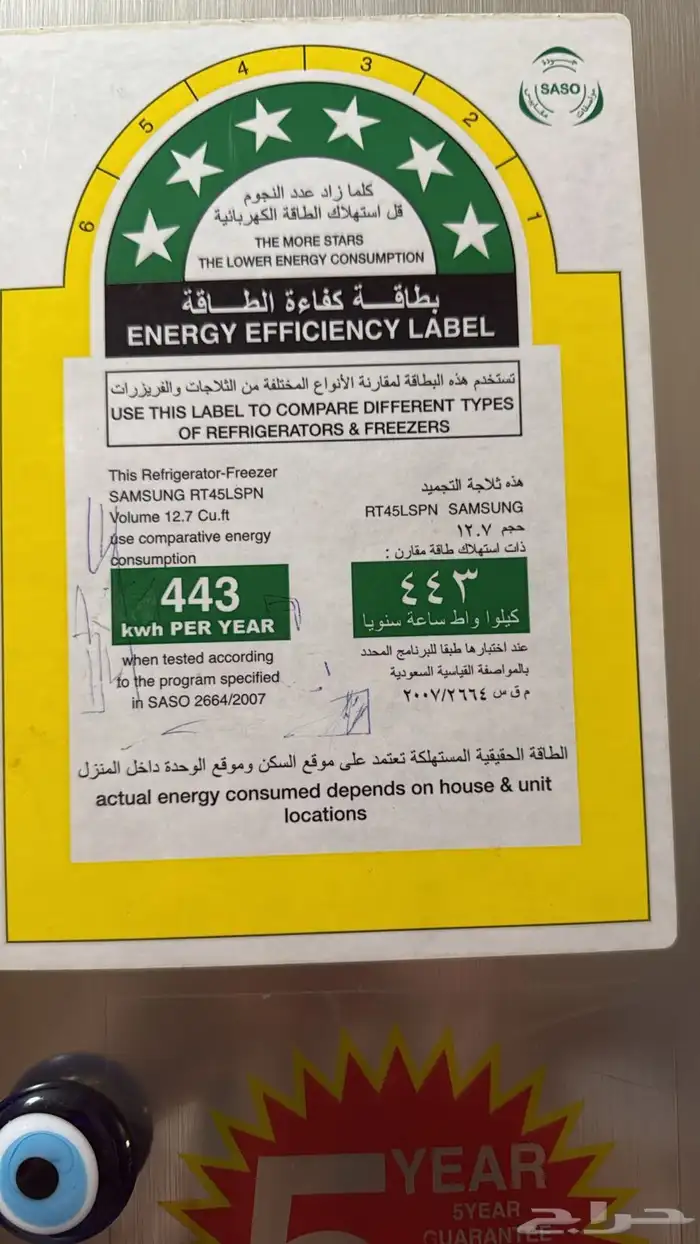 جودة
SASO
مواصفات
مقاييس
6
5
4
3
2
1
كلما زاد عدد النجوم
قل استهلاك الطاقة الكهربائية
THE MORE STARS
THE LOWER ENERGY CONSUMPTION
بطاقـــة كفاءة الطـــاقة
ENERGY EFFICIENCY LABEL
تستخدم هذه البطاقة لمقارنة الأنواع المختلفة من الثلاجات والفريزرات
USE THIS LABEL TO COMPARE DIFFERENT TYPES
OF REFRIGERATORS & FREEZERS
This Refrigerator-Freezer
SAMSUNG RT45LSPN
Volume 12.7 Cu.ft
use comparative energy
consumption
443
kwh PER YEAR
when tested according
to the program specified
in SASO 2664/2007
هذه ثلاجة التجميد
RT45LSPN SAMSUNG
حجم ١٢.٧
ذات استهلاك طاقة مقارن :
٤٤٣
كيلوا واط ساعة سنويا
عند اختبارها طبقا للبرنامج المحدد
بالمواصفة القياسية السعودية
م ق س ٢٠٠٧/٢٦٦٤
الطاقة الحقيقية المستهلكة تعتمد على موقع السكن وموقع الوحدة داخل المنزل
actual energy consumed depends on house & unit
locations
5 YEAR
5YEAR
GUARANTEE
حراج